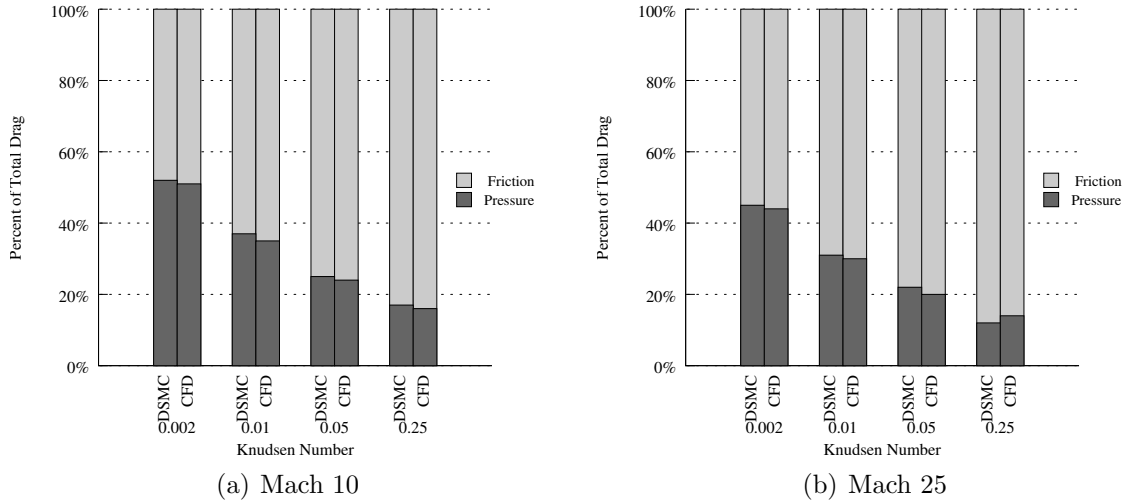 100%
80%
60%
40%
20%
0%
Percent of Total Drag
Friction
Pressure
DSMC
CFD
DSMC
CFD
DSMC
CFD
DSMC
CFD
0.002
0.01
0.05
0.25
Knudsen Number
(a) Mach 10
100%
80%
60%
40%
20%
0%
Percent of Total Drag
Friction
Pressure
DSMC
CFD
DSMC
CFD
DSMC
CFD
DSMC
CFD
0.002
0.01
0.05
0.25
Knudsen Number
(b) Mach 25